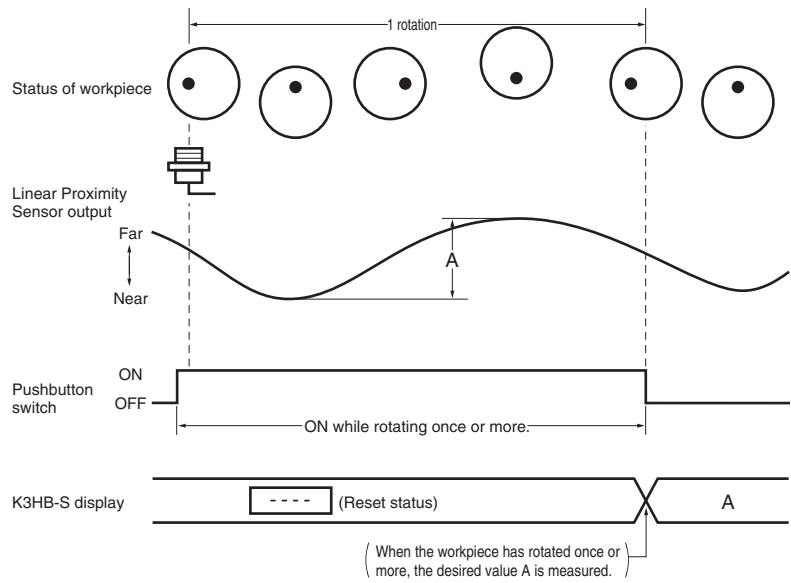 1 rotation
Status of workpiece
Linear Proximity
Sensor output
Far
A
Near
ON
Pushbutton
switch
OFF
ON while rotating once or more.
K3HB-S display
- - - -
(Reset status)
A
( When the workpiece has rotated once or
more, the desired value A is measured. )